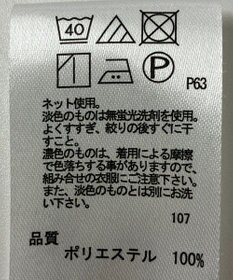 40
P
P63
ネット使用。
淡色のものは無蛍光洗剤を使用。
よくすすぎ、絞りの後すぐに干
すこと。
濃色のものは、着用による摩擦
で色落ちする事がありますので、
組み合せの衣服にご注意下さい。
また、淡色のものとは別にお洗
い下さい。
107
品質
ポリエステル 100%